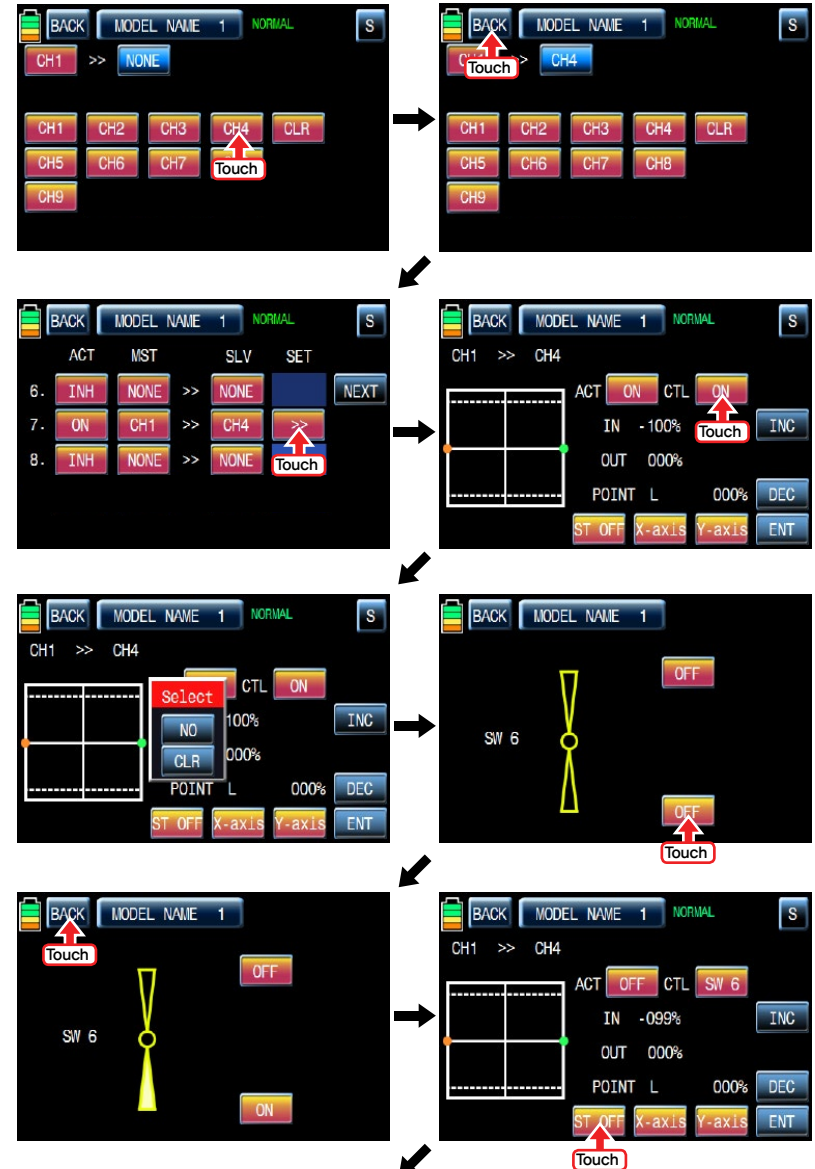 BACK MODEL NAME 1 NORMAL S
CH1 >> NONE
CH1 CH2 CH3 CH4 CLR
CH5 CH6 CH7
Touch
CH9
BACK MODEL NAME 1 NORMAL S
>> CH4
Touch
CH1 CH2 CH3 CH4 CLR
CH5 CH6 CH7 CH8
CH9
BACK MODEL NAME 1 NORMAL S
ACT MST SLV SET
6. INH NONE >> NONE NEXT
7. ON CH1 >> CH4 >>
8. INH NONE >> NONE
Touch
BACK MODEL NAME 1 NORMAL S
CH1 >> CH4
ACT ON CTL ON
IN -100% INC
Touch
OUT 000%
POINT L 000% DEC
ST OFF X-axis Y-axis ENT
BACK MODEL NAME 1 NORMAL S
CH1 >> CH4
Select CTL ON
NO 100% INC
CLR 000%
POINT L 000% DEC
ST OFF X-axis Y-axis ENT
BACK MODEL NAME 1
OFF
SW 6
OFF
Touch
BACK MODEL NAME 1
Touch
OFF
SW 6
ON
BACK MODEL NAME 1 NORMAL S
CH1 >> CH4
ACT OFF CTL SW 6
IN -099% INC
OUT 000%
POINT L 000% DEC
ST OFF X-axis Y-axis ENT
Touch